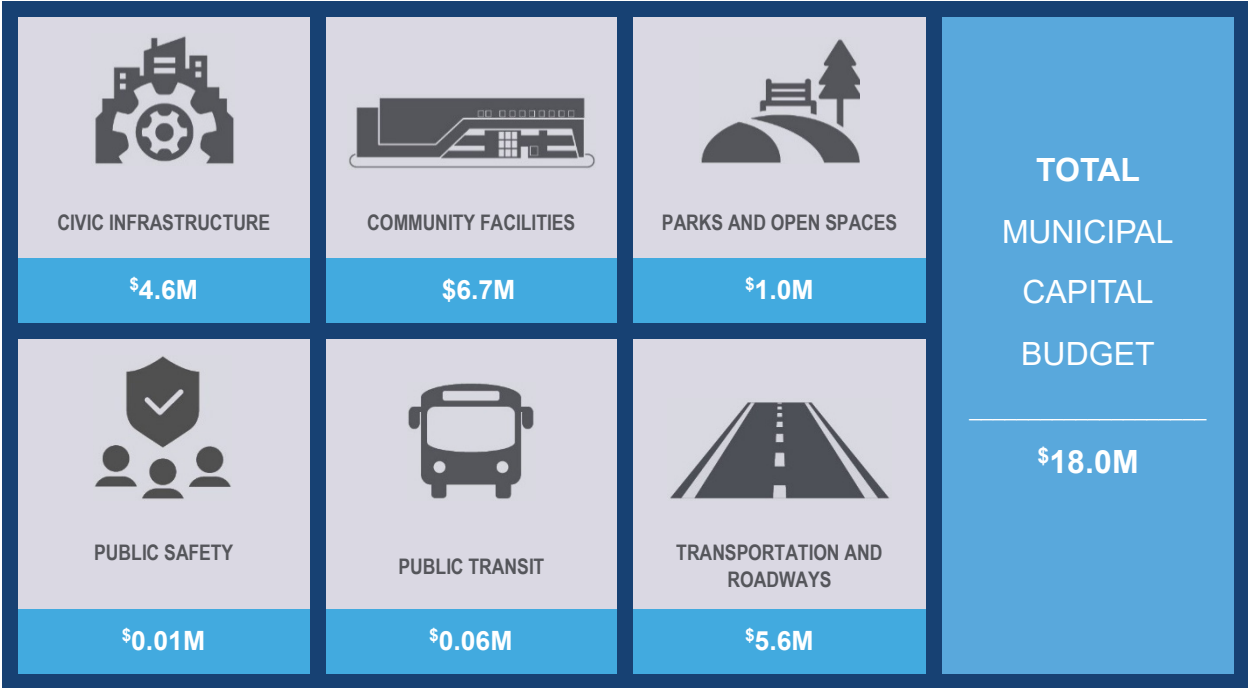 CIVIC INFRASTRUCTURE
$4.6M
COMMUNITY FACILITIES
$6.7M
PARKS AND OPEN SPACES
$1.0M
PUBLIC SAFETY
$0.01M
PUBLIC TRANSIT
$0.06M
TRANSPORTATION AND
ROADWAYS
$5.6M
TOTAL
MUNICIPAL
CAPITAL
BUDGET
$18.0M